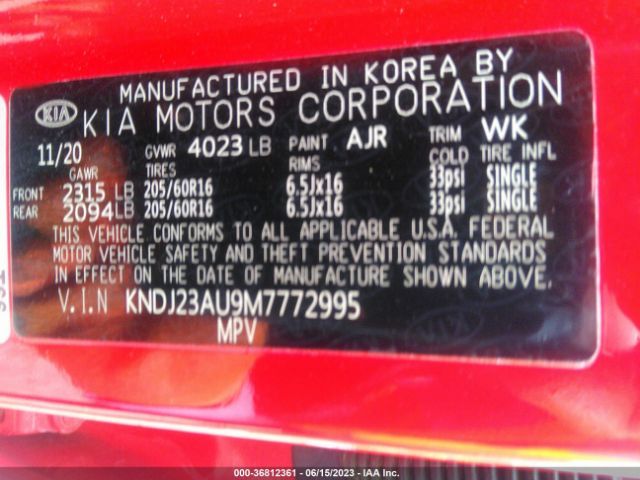 MANUFACTURED IN KOREA BY
KIA KIA MOTORS CORPORATION
11/20 GVWR 4023 LB PAINT AJR TRIM WK
GAWR TIRES RIMS COLD TIRE INFL
FRONT 2315 LB 205/60R16 6.5Jx16 33psi SINGLE
REAR 2094 LB 205/60R16 6.5Jx16 33psi SINGLE
THIS VEHICLE CONFORMS TO ALL APPLICABLE U.S.A. FEDERAL
MOTOR VEHICLE SAFETY AND THEFT PREVENTION STANDARDS
IN EFFECT ON THE DATE OF MANUFACTURE SHOWN ABOVE.
V.I.N KNDJ23AU9M7772995
MPV
000-36812361 - 06/15/2023 - IAA Inc.